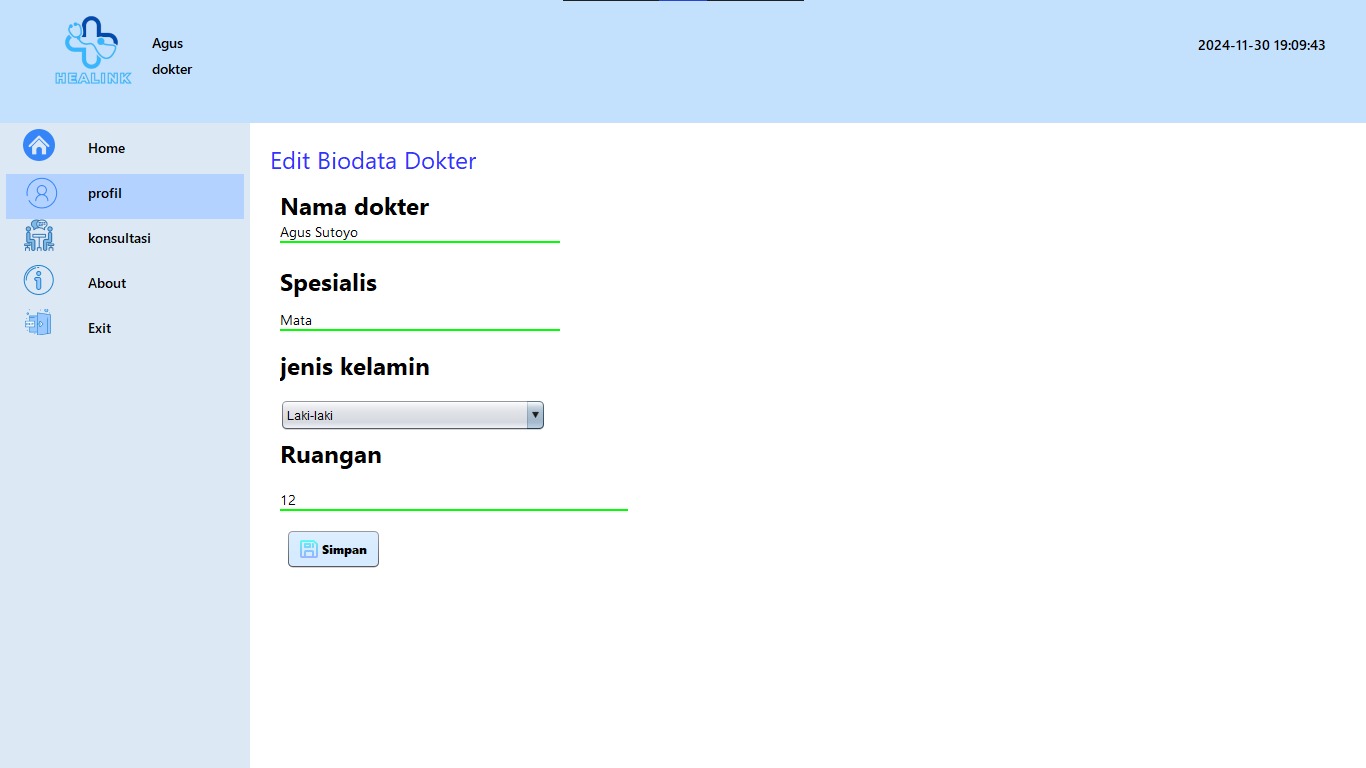 HEALINK
Agus
dokter
2024-11-30 19:09:43
Home
profil
konsultasi
About
Exit
Edit Biodata Dokter
Nama dokter
Agus Sutoyo
Spesialis
Mata
jenis kelamin
Laki-laki
Ruangan
12
Simpan